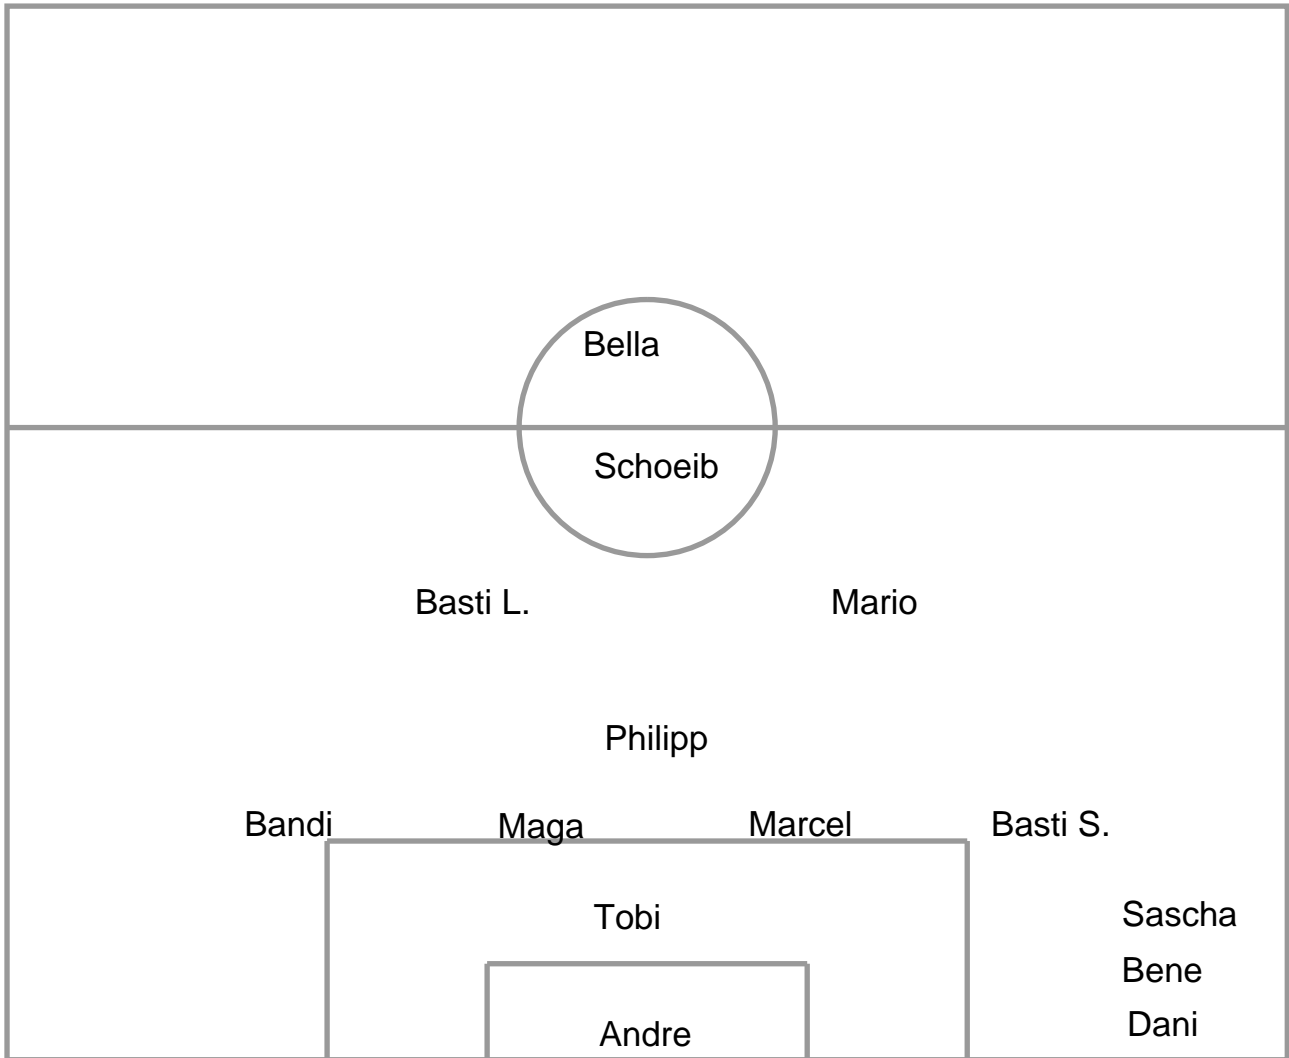 Bella
Schoeib
Basti L.
Mario
Philipp
Bandi
Maga
Marcel
Basti S.
Tobi
Sascha
Bene
Dani
Andre